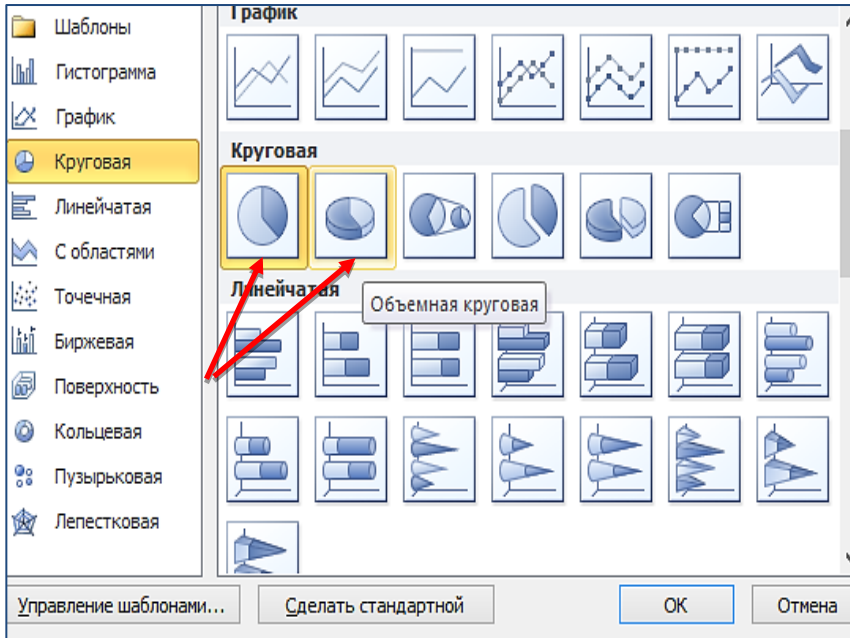 Шаблоны
Гистограмма
График
Круговая
Линейчатая
С областями
Точечная
Биржевая
Поверхность
Кольцевая
Пузырьковая
Лепестковая
График
Круговая
Линейчатая
Объемная круговая
Управление шаблонами...
Сделать стандартной
ОК
Отмена